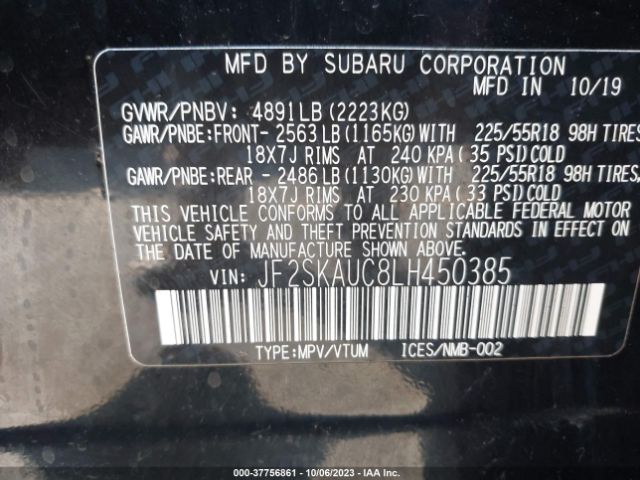 MFD BY SUBARU CORPORATION
MFD IN 10/19
GVWR/PNBV: 4891LB (2223KG)
GAWR/PNBE:FRONT- 2563 LB (1165KG) WITH 225/55R18 98H TIRES
18X7J RIMS AT 240 KPA ( 35 PSI) COLD
GAWR/PNBE:REAR - 2486 LB (1130KG) WITH 225/55R18 98H TIRES,
18X7J RIMS AT 230 KPA ( 33 PSI) COLD
THIS VEHICLE CONFORMS TO ALL APPLICABLE FEDERAL MOTOR
VEHICLE SAFETY AND THEFT PREVENTION STANDARDS IN EFFECT ON
THE DATE OF MANUFACTURE SHOWN ABOVE.
VIN: JF2SKAUC8LH450385
TYPE:MPV/VTUM ICES/NMB-002
000-37756861 - 10/06/2023 - IAA Inc.